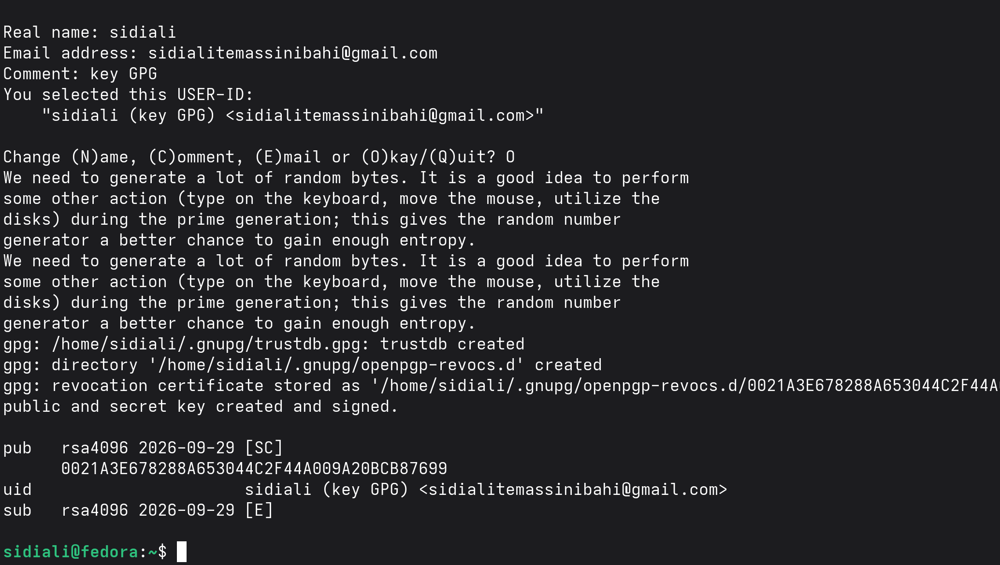 Real name: sidiali
Email address: sidialitemassinibahi@gmail.com
Comment: key GPG
You selected this USER-ID:
    "sidiali (key GPG) <sidialitemassinibahi@gmail.com>"

Change (N)ame, (C)omment, (E)mail or (O)kay/(Q)uit? O
We need to generate a lot of random bytes. It is a good idea to perform
some other action (type on the keyboard, move the mouse, utilize the
disks) during the prime generation; this gives the random number
generator a better chance to gain enough entropy.
We need to generate a lot of random bytes. It is a good idea to perform
some other action (type on the keyboard, move the mouse, utilize the
disks) during the prime generation; this gives the random number
generator a better chance to gain enough entropy.
gpg: /home/sidiali/.gnupg/trustdb.gpg: trustdb created
gpg: directory '/home/sidiali/.gnupg/openpgp-revocs.d' created
gpg: revocation certificate stored as '/home/sidiali/.gnupg/openpgp-revocs.d/0021A3E678288A653044C2F44A0
public and secret key created and signed.

pub   rsa4096 2026-09-29 [SC]
      0021A3E678288A653044C2F44A009A20BCB87699
uid                      sidiali (key GPG) <sidialitemassinibahi@gmail.com>
sub   rsa4096 2026-09-29 [E]

sidiali@fedora:~$